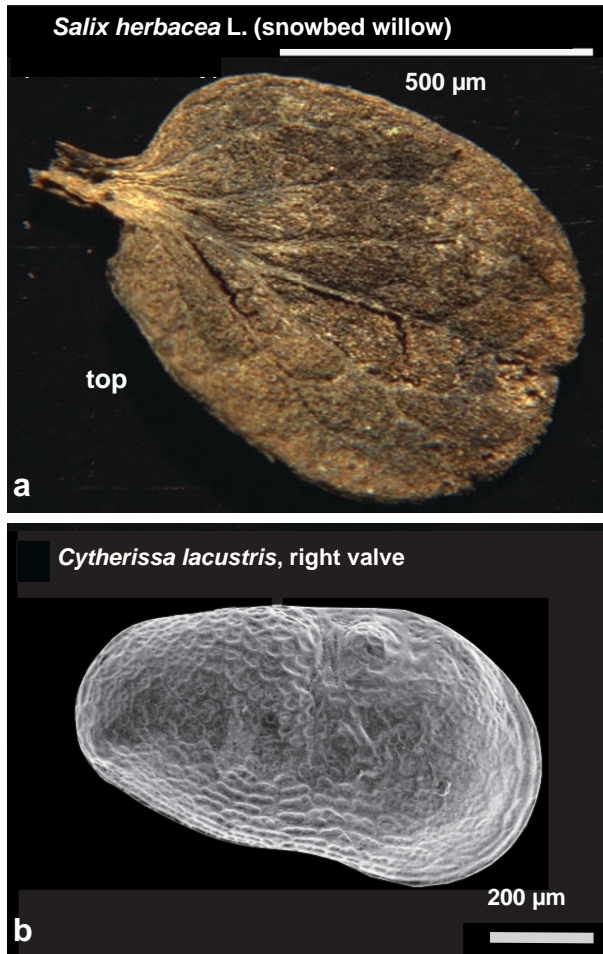 Salix herbacea L. (snowbed willow)
500 µm
top
a
Cytherissa lacustris, right valve
200 µm
b